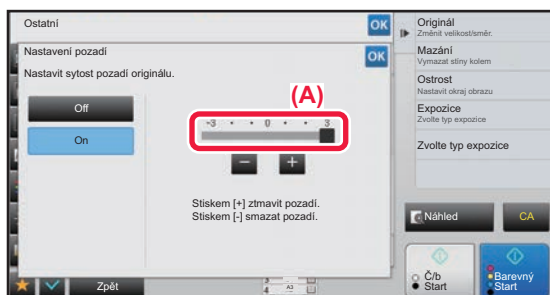 Ostatní
OK
Nastavení pozadí
OK
Nastavit sytost pozadí originálu.
Off
On
(A)
-3 • • 0 • • 3
− +
Stiskem [+] ztmavit pozadí.
Stiskem [-] smazat pozadí.
Zpět
A3
Originál
Změnit velikost/směr.
Mazání
Vymazat stíny kolem
Ostrost
Nastavit okraj obrazu
Expozice
Zvolte typ expozice
Zvolte typ expozice
Náhled
CA
Č/b
Start
Barevný
Start